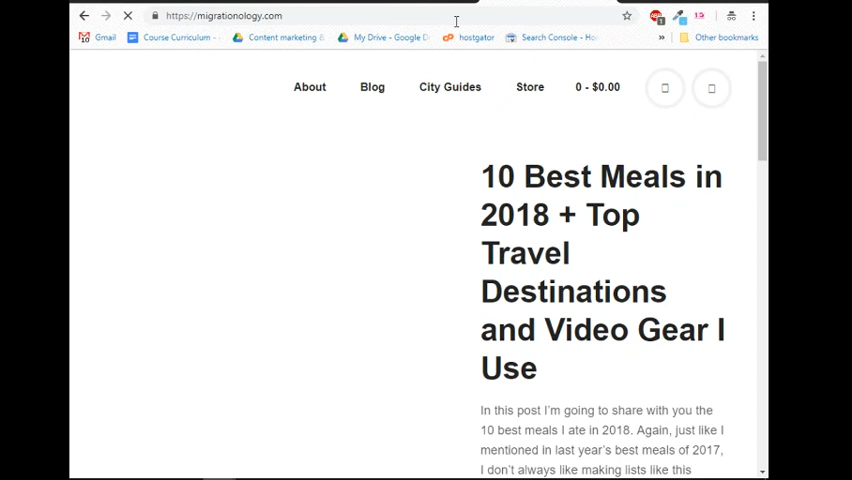 https://migrationology.com
Gmail Course Curriculum - Content marketing & My Drive - Google D hostgator Search Console - Ho » Other bookmarks
About Blog City Guides Store 0 - $0.00
10 Best Meals in
2018 + Top
Travel
Destinations
and Video Gear I
Use
In this post I'm going to share with you the
10 best meals I ate in 2018. Again, just like I
mentioned in last year's best meals of 2017,
I don't always like making lists like this